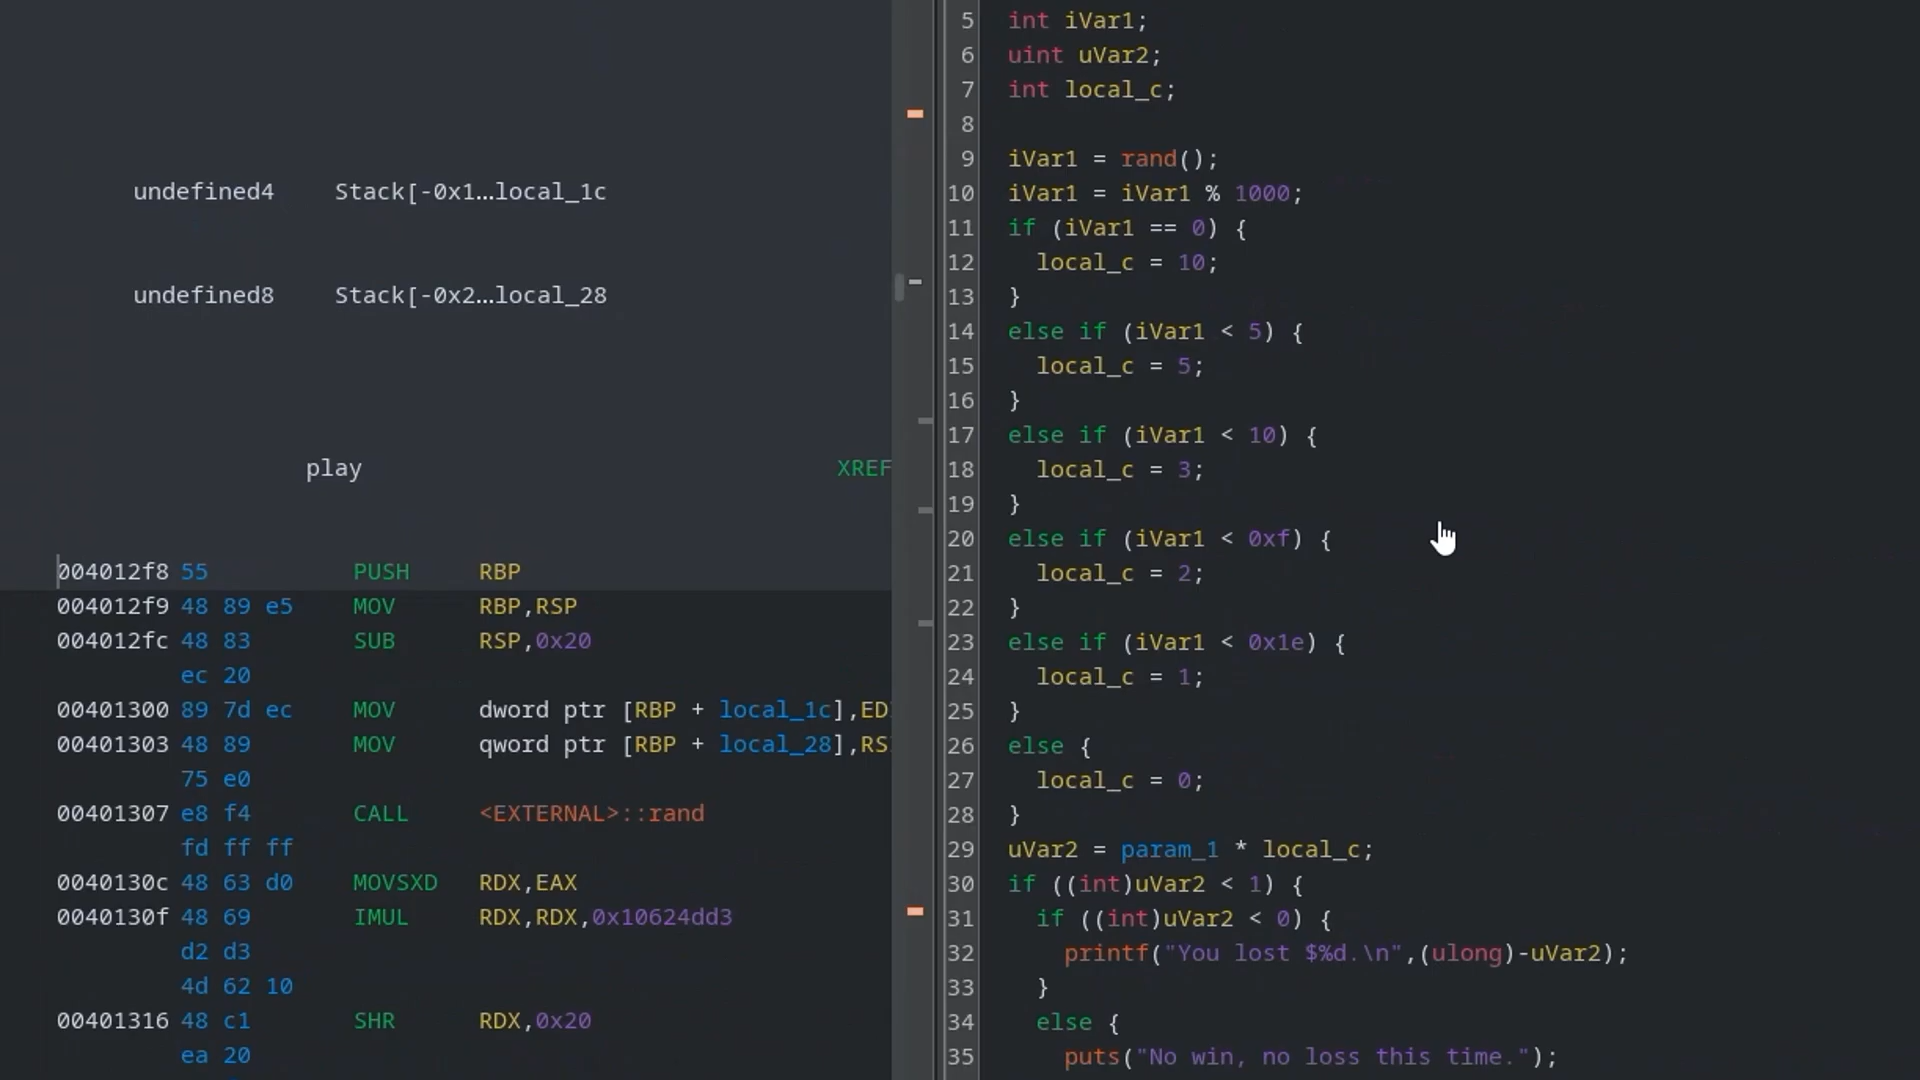 undefined4 Stack[-0x1...local_1c
undefined8 Stack[-0x2...local_28
play XREF
004012f8 55 PUSH RBP
004012f9 48 89 e5 MOV RBP,RSP
004012fc 48 83 SUB RSP,0x20
ec 20
00401300 89 7d ec MOV dword ptr [RBP + local_1c],ED
00401303 48 89 MOV qword ptr [RBP + local_28],RS
75 e0
00401307 e8 f4 CALL <EXTERNAL>::rand
fd ff ff
0040130c 48 63 d0 MOVSXD RDX,EAX
0040130f 48 69 IMUL RDX,RDX,0x10624dd3
d2 d3
4d 62 10
00401316 48 c1 SHR RDX,0x20
ea 20
5 int iVar1;
6 uint uVar2;
7 int local_c;
8
9 iVar1 = rand();
10 iVar1 = iVar1 % 1000;
11 if (iVar1 == 0) {
12 local_c = 10;
13 }
14 else if (iVar1 < 5) {
15 local_c = 5;
16 }
17 else if (iVar1 < 10) {
18 local_c = 3;
19 }
20 else if (iVar1 < 0xf) {
21 local_c = 2;
22 }
23 else if (iVar1 < 0x1e) {
24 local_c = 1;
25 }
26 else {
27 local_c = 0;
28 }
29 uVar2 = param_1 * local_c;
30 if ((int)uVar2 < 1) {
31 if ((int)uVar2 < 0) {
32 printf("You lost $%d.\n",(ulong)-uVar2);
33 }
34 else {
35 puts("No win, no loss this time.");